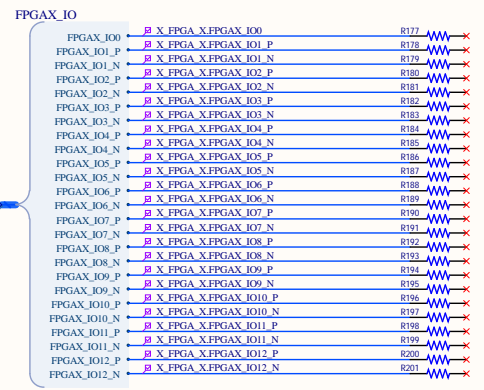 FPGAX_IO
FPGAX_IO0 X_FPGA_X.FPGAX_IO0 R177
FPGAX_IO1_P X_FPGA_X.FPGAX_IO1_P R178
FPGAX_IO1_N X_FPGA_X.FPGAX_IO1_N R179
FPGAX_IO2_P X_FPGA_X.FPGAX_IO2_P R180
FPGAX_IO2_N X_FPGA_X.FPGAX_IO2_N R181
FPGAX_IO3_P X_FPGA_X.FPGAX_IO3_P R182
FPGAX_IO3_N X_FPGA_X.FPGAX_IO3_N R183
FPGAX_IO4_P X_FPGA_X.FPGAX_IO4_P R184
FPGAX_IO4_N X_FPGA_X.FPGAX_IO4_N R185
FPGAX_IO5_P X_FPGA_X.FPGAX_IO5_P R186
FPGAX_IO5_N X_FPGA_X.FPGAX_IO5_N R187
FPGAX_IO6_P X_FPGA_X.FPGAX_IO6_P R188
FPGAX_IO6_N X_FPGA_X.FPGAX_IO6_N R189
FPGAX_IO7_P X_FPGA_X.FPGAX_IO7_P R190
FPGAX_IO7_N X_FPGA_X.FPGAX_IO7_N R191
FPGAX_IO8_P X_FPGA_X.FPGAX_IO8_P R192
FPGAX_IO8_N X_FPGA_X.FPGAX_IO8_N R193
FPGAX_IO9_P X_FPGA_X.FPGAX_IO9_P R194
FPGAX_IO9_N X_FPGA_X.FPGAX_IO9_N R195
FPGAX_IO10_P X_FPGA_X.FPGAX_IO10_P R196
FPGAX_IO10_N X_FPGA_X.FPGAX_IO10_N R197
FPGAX_IO11_P X_FPGA_X.FPGAX_IO11_P R198
FPGAX_IO11_N X_FPGA_X.FPGAX_IO11_N R199
FPGAX_IO12_P X_FPGA_X.FPGAX_IO12_P R200
FPGAX_IO12_N X_FPGA_X.FPGAX_IO12_N R201